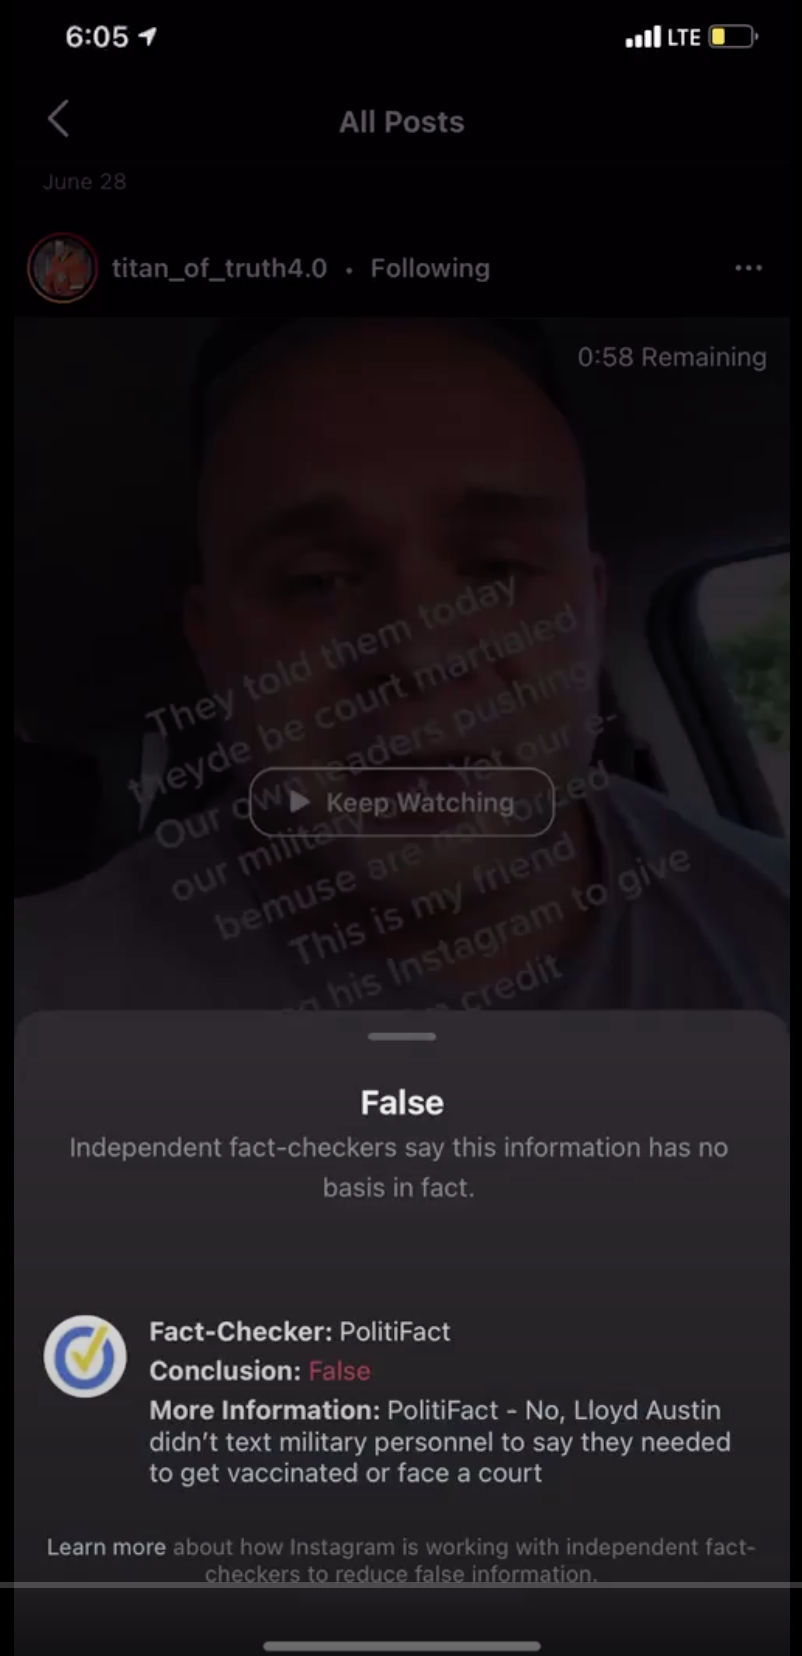 6:05
LTE
All Posts
June 28
titan_of_truth4.0 • Following
0:58 Remaining
They told them today
theyde be court martialed
Our own leaders pushing
our military out. Yet our e-
bemuse are not forced
Keep Watching
This is my friend
his Instagram to give
credit
False
Independent fact-checkers say this information has no
basis in fact.
Fact-Checker: PolitiFact
Conclusion: False
More Information: PolitiFact - No, Lloyd Austin
didn't text military personnel to say they needed
to get vaccinated or face a court
Learn more about how Instagram is working with independent fact-
checkers to reduce false information.